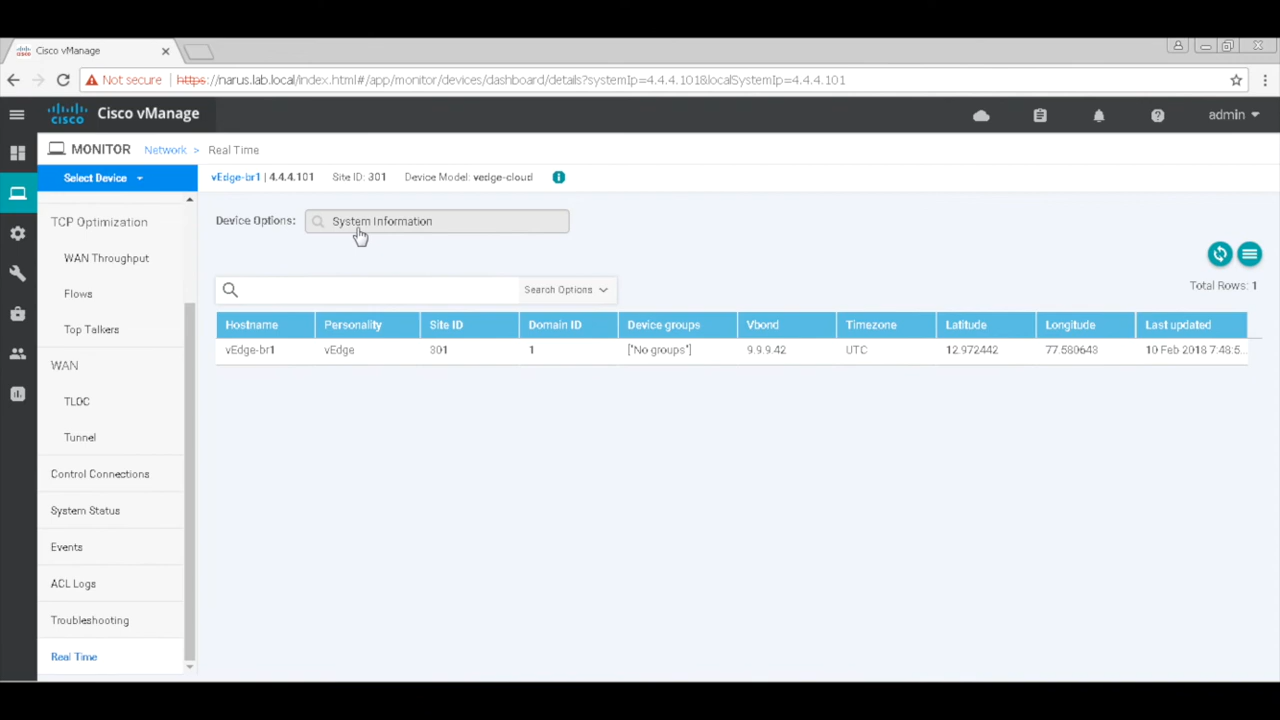 Cisco vManage
Not secure https://narus.lab.local/index.html#/app/monitor/devices/dashboard/details?systemIp=4.4.4.101&localSystemIp=4.4.4.101
cisco Cisco vManage admin
MONITOR Network > Real Time
Select Device vEdge-br1 | 4.4.4.101 Site ID: 301 Device Model: vedge-cloud
Device Options: System Information
TCP Optimization
WAN Throughput
Flows
Top Talkers
WAN
TLOC
Tunnel
Control Connections
System Status
Events
ACL Logs
Troubleshooting
Real Time
Search Options
Total Rows: 1
Hostname Personality Site ID Domain ID Device groups Vbond Timezone Latitude Longitude Last updated
vEdge-br1 vEdge 301 1 ["No groups"] 9.9.9.42 UTC 12.972442 77.580643 10 Feb 2018 7:48:5...